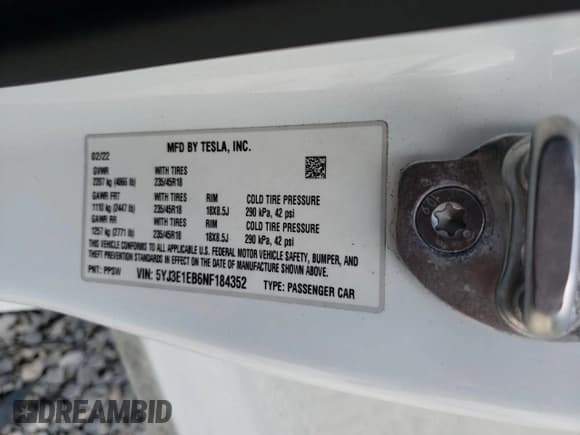 MFD BY TESLA, INC.
02/22
GVWR WITH TIRES
2207 kg (4866 lb) 235/45R18
GAWR FRT WITH TIRES RIM COLD TIRE PRESSURE
1110 kg (2447 lb) 235/45R18 18X8.5J 290 kPa, 42 psi
GAWR RR WITH TIRES RIM COLD TIRE PRESSURE
1257 kg (2771 lb) 235/45R18 18X8.5J 290 kPa, 42 psi
THIS VEHICLE CONFORMS TO ALL APPLICABLE U.S. FEDERAL MOTOR VEHICLE SAFETY, BUMPER, AND
THEFT PREVENTION STANDARDS IN EFFECT ON THE DATE OF MANUFACTURE SHOWN ABOVE.
PNT: PPSW VIN: 5YJ3E1EB6NF184352 TYPE: PASSENGER CAR
DREAMBID